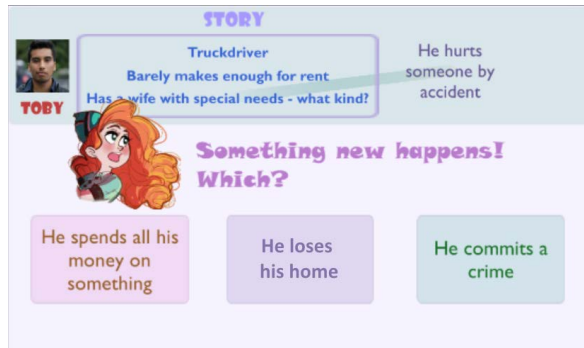 STORY
Truckdriver
Barely makes enough for rent
Has a wife with special needs - what kind?
TOBY
He hurts
someone by
accident
Something new happens!
Which?
He spends all his
money on
something
He loses
his home
He commits a
crime